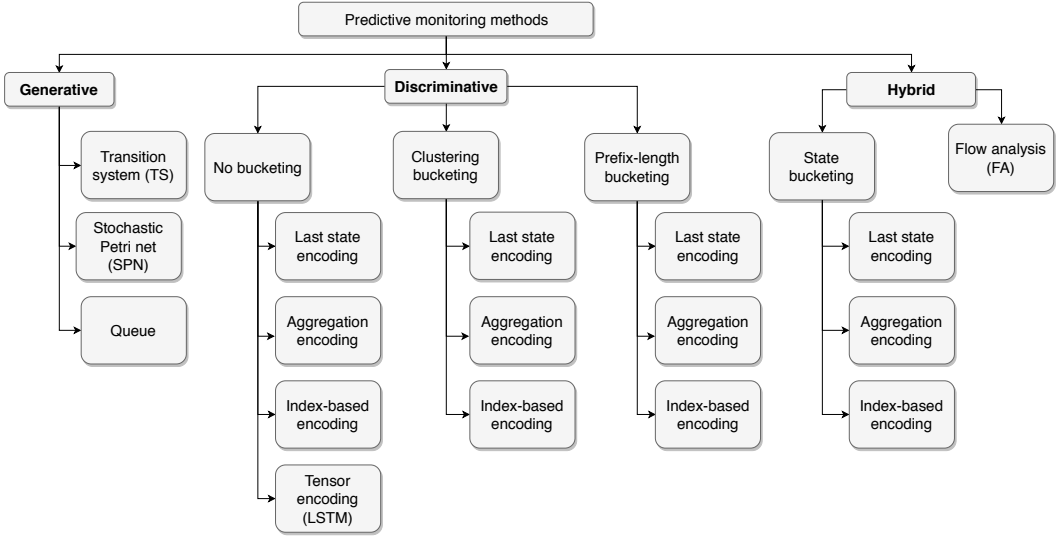 Predictive monitoring methods
Generative
Discriminative
Hybrid
Transition
system (TS)
Stochastic
Petri net
(SPN)
Queue
No bucketing
Last state
encoding
Aggregation
encoding
Index-based
encoding
Tensor
encoding
(LSTM)
Clustering
bucketing
Last state
encoding
Aggregation
encoding
Index-based
encoding
Prefix-length
bucketing
Last state
encoding
Aggregation
encoding
Index-based
encoding
State
bucketing
Last state
encoding
Aggregation
encoding
Index-based
encoding
Flow analysis
(FA)